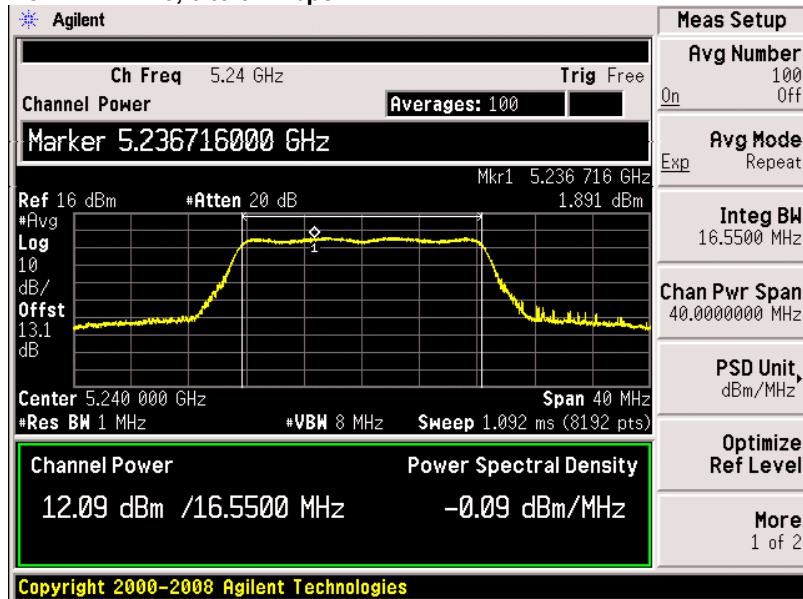 Agilent
Meas Setup
Ch Freq 5.24 GHz Trig Free
Channel Power Averages: 100
Marker 5.236716000 GHz
Mkr1 5.236 716 GHz
Ref 16 dBm #Atten 20 dB 1.891 dBm
#Avg
Log
10
dB/
Offst
13.1
dB
1
Center 5.240 000 GHz Span 40 MHz
#Res BW 1 MHz #VBW 8 MHz Sweep 1.092 ms (8192 pts)
Channel Power Power Spectral Density
12.09 dBm /16.5500 MHz -0.09 dBm/MHz
Copyright 2000-2008 Agilent Technologies
Avg Number
100
On Off
Avg Mode
Exp Repeat
Integ BW
16.5500 MHz
Chan Pwr Span
40.0000000 MHz
PSD Unit
dBm/MHz
Optimize
Ref Level
More
1 of 2